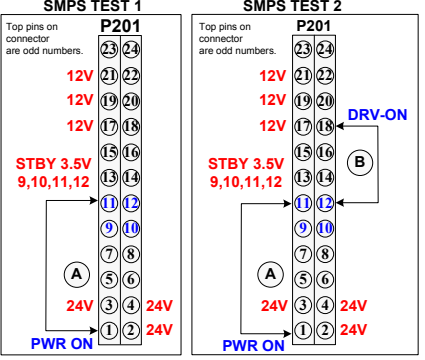 SMPS TEST 1
Top pins on
connector
are odd numbers.
P201
23 24
12V 21 22
12V 19 20
12V 17 18
15 16
STBY 3.5V
9,10,11,12
13 14
11 12
9 10
7 8
A
5 6
24V 3 4 24V
1 2 24V
PWR ON
SMPS TEST 2
Top pins on
connector
are odd numbers.
P201
23 24
12V 21 22
12V 19 20
DRV-ON
12V 17 18
15 16
B
STBY 3.5V
9,10,11,12
13 14
11 12
9 10
7 8
A
5 6
24V 3 4 24V
1 2 24V
PWR ON